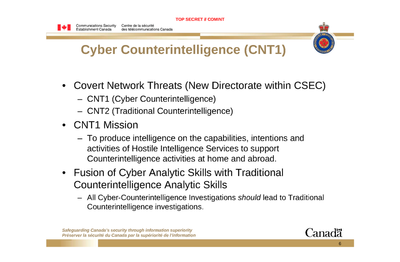 TOP SECRET // COMINT
Communications Security Centre de la sécurité
Establishment Canada des télécommunications Canada
Cyber Counterintelligence (CNT1)
• Covert Network Threats (New Directorate within CSEC)
– CNT1 (Cyber Counterintelligence)
– CNT2 (Traditional Counterintelligence)
• CNT1 Mission
– To produce intelligence on the capabilities, intentions and
activities of Hostile Intelligence Services to support
Counterintelligence activities at home and abroad.
• Fusion of Cyber Analytic Skills with Traditional
Counterintelligence Analytic Skills
– All Cyber-Counterintelligence Investigations should lead to Traditional
Counterintelligence investigations.
Safeguarding Canada's security through information superiority
Préserver la sécurité du Canada par la supériorité de l'information
Canada